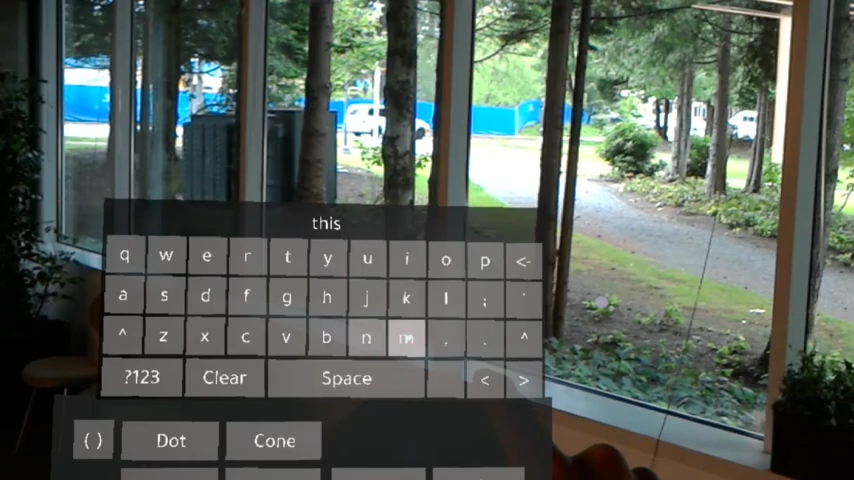 this
q w e r t y u i o p <-
a s d f g h j k l ; '
^ z x c v b n m , . ^
?123 Clear Space < >
() Dot Cone